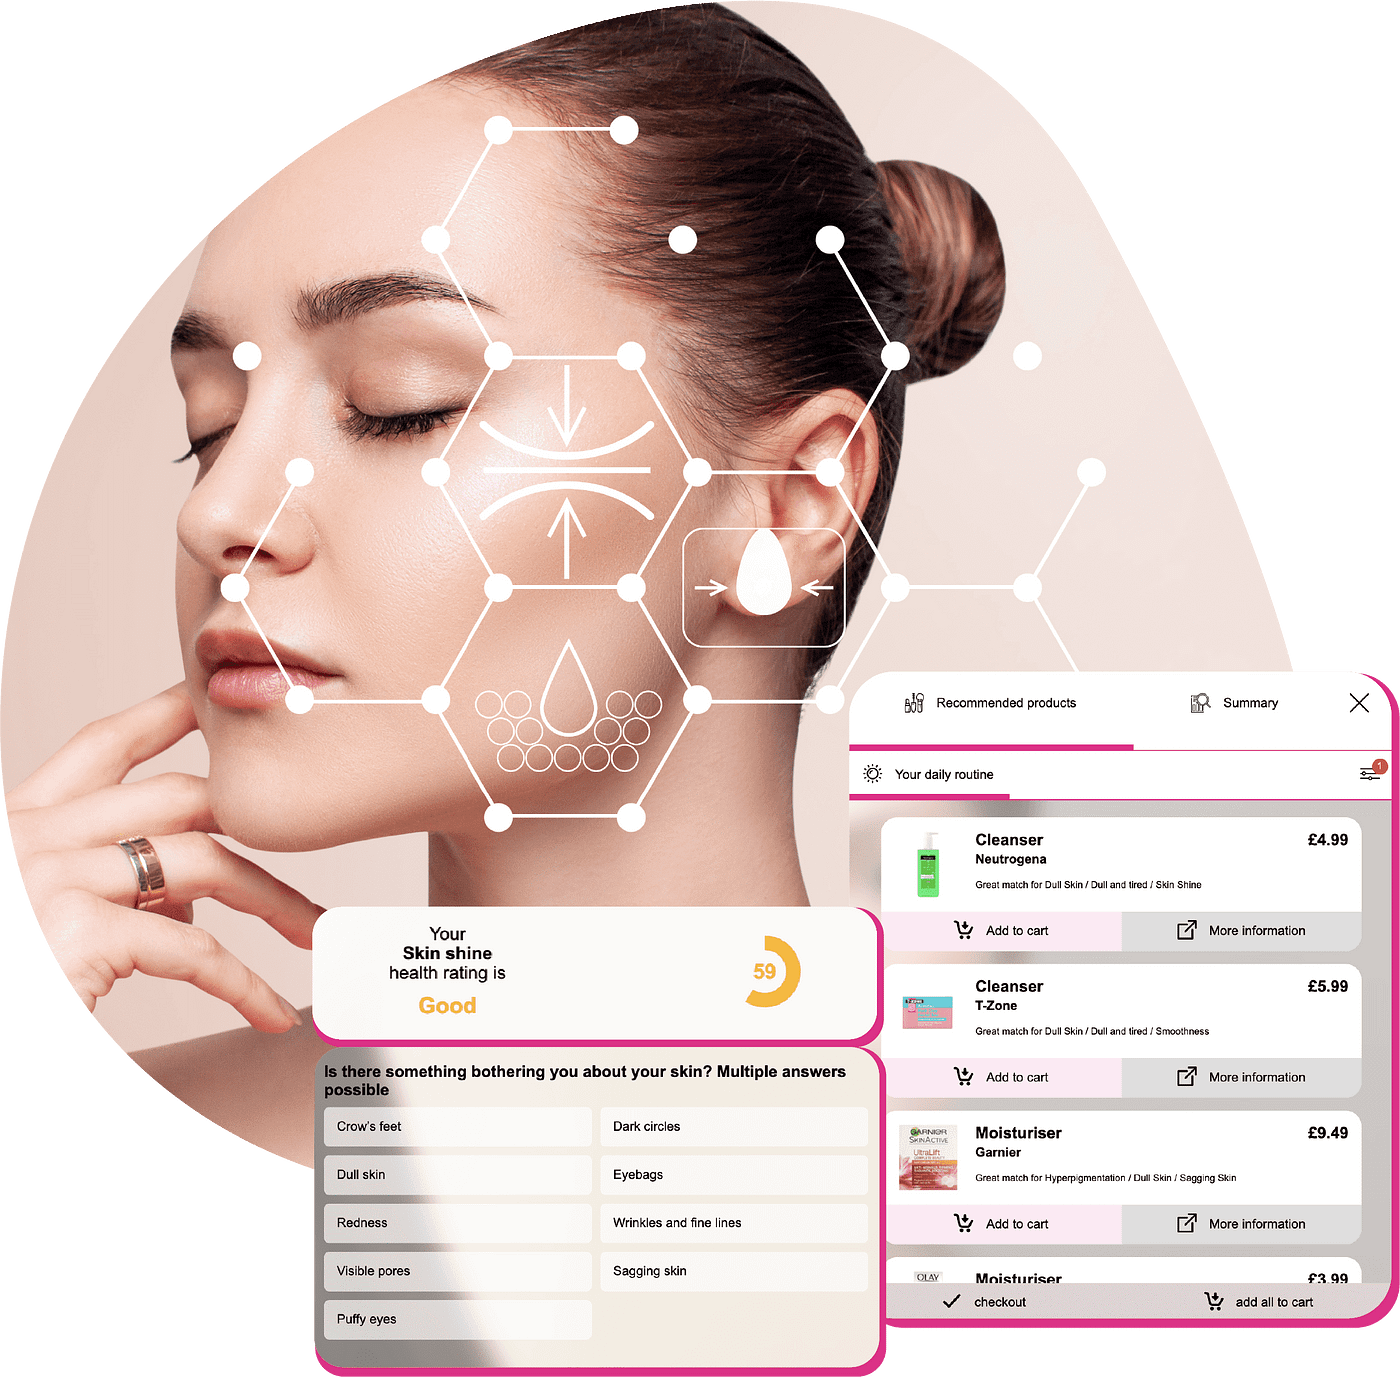 Recommended products
Summary
Your daily routine
1
Cleanser
£4.99
Neutrogena
Great match for Dull Skin / Dull and tired / Skin Shine
Add to cart
More information
Cleanser
£5.99
T-Zone
Great match for Dull Skin / Dull and tired / Smoothness
Add to cart
More information
GARNIER
SKINACTIVE
UltraLift
Moisturiser
£9.49
Garnier
Great match for Hyperpigmentation / Dull Skin / Sagging Skin
Add to cart
More information
OLAY
Moisturiser
£3.99
checkout
add all to cart
Your
Skin shine
health rating is
Good
59
Is there something bothering you about your skin? Multiple answers
possible
Crow's feet
Dark circles
Dull skin
Eyebags
Redness
Wrinkles and fine lines
Visible pores
Sagging skin
Puffy eyes